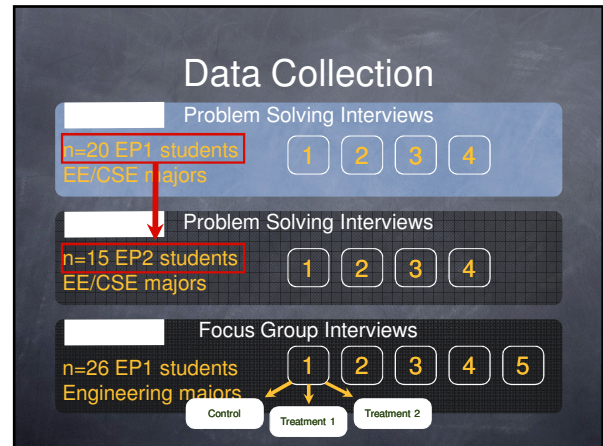 Data Collection
Problem Solving Interviews
n=20 EP1 students
EE/CSE majors
1 2 3 4
Problem Solving Interviews
n=15 EP2 students
EE/CSE majors
1 2 3 4
Focus Group Interviews
n=26 EP1 students
Engineering majors
1 2 3 4 5
Control
Treatment 1
Treatment 2